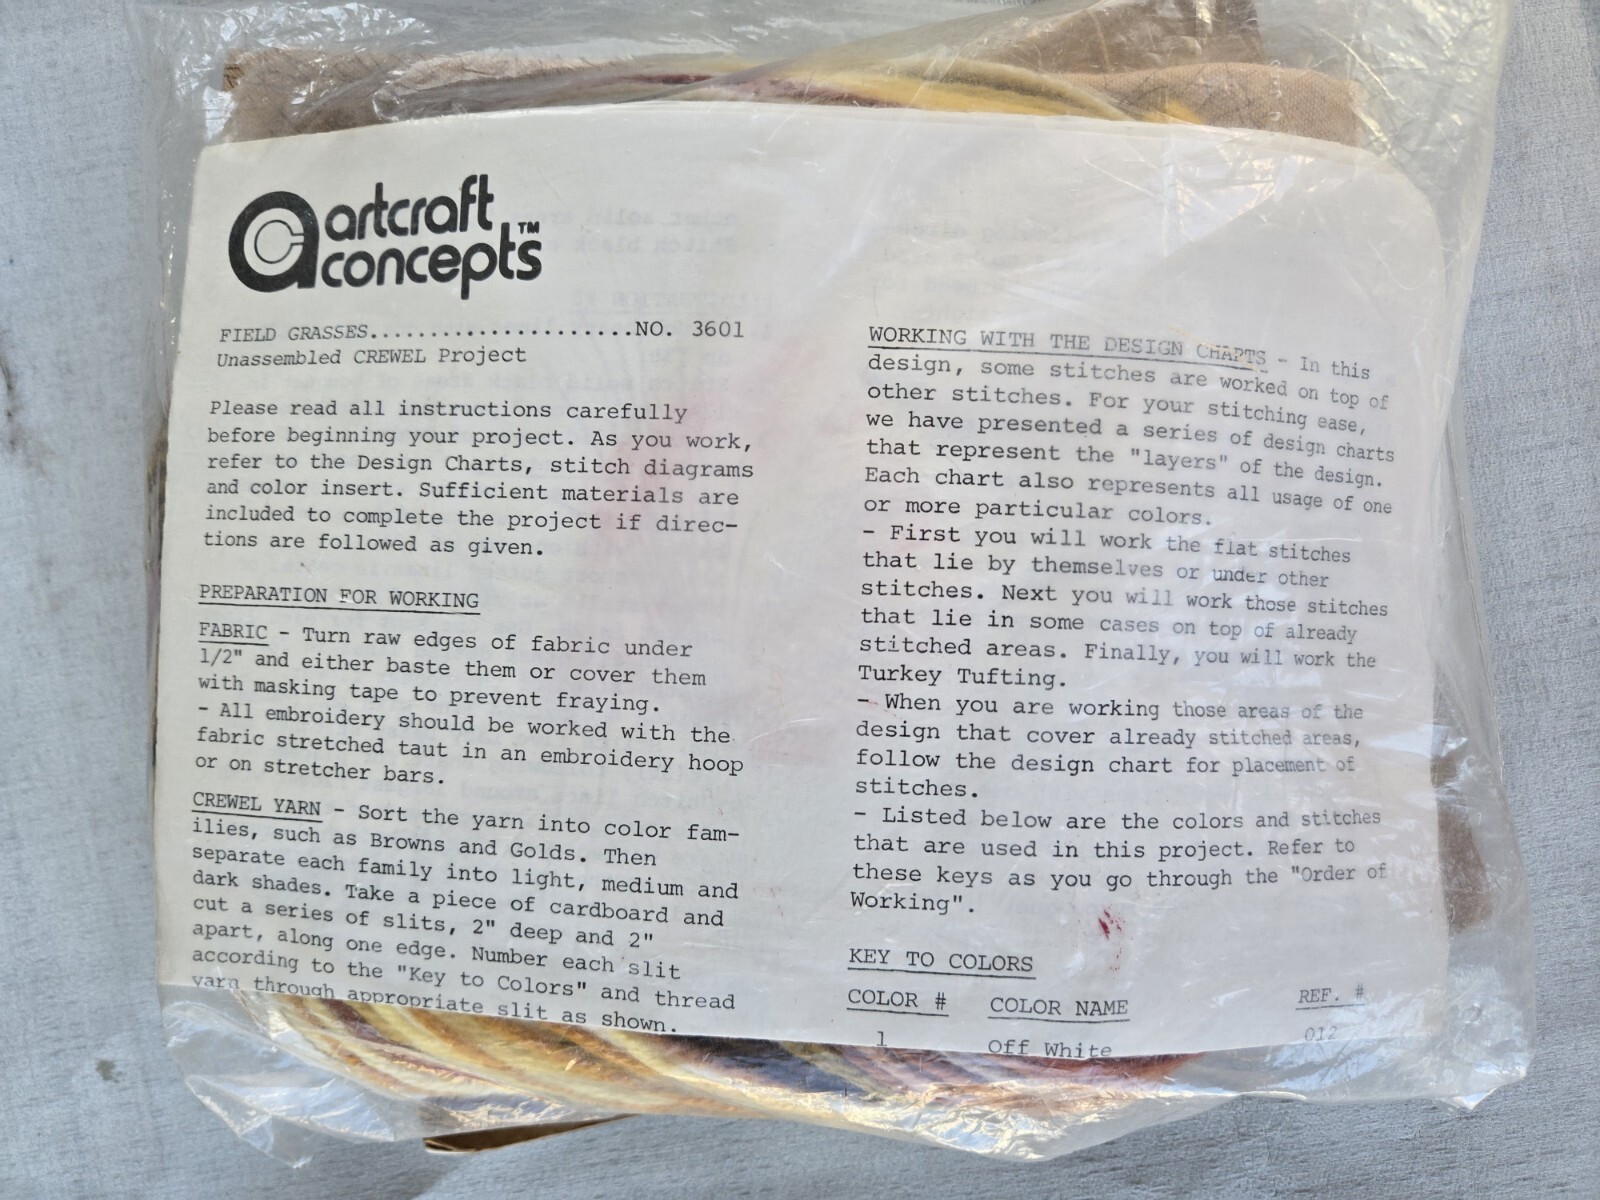 artcraft
concepts™
FIELD GRASSES......................NO. 3601
Unassembled CREWEL Project
Please read all instructions carefully
before beginning your project. As you work,
refer to the Design Charts, stitch diagrams
and color insert. Sufficient materials are
included to complete the project if direc-
tions are followed as given.
PREPARATION FOR WORKING
FABRIC - Turn raw edges of fabric under
1/2" and either baste them or cover them
with masking tape to prevent fraying.
- All embroidery should be worked with the
fabric stretched taut in an embroidery hoop
or on stretcher bars.
CREWEL YARN - Sort the yarn into color fam-
ilies, such as Browns and Golds. Then
separate each family into light, medium and
dark shades. Take a piece of cardboard and
cut a series of slits, 2" deep and 2"
apart, along one edge. Number each slit
according to the "Key to Colors" and thread
yarn through appropriate slit as shown.
WORKING WITH THE DESIGN CHARTS - In this
design, some stitches are worked on top of
other stitches. For your stitching ease,
we have presented a series of design charts
that represent the "layers" of the design.
Each chart also represents all usage of one
or more particular colors.
- First you will work the flat stitches
that lie by themselves or under other
stitches. Next you will work those stitches
that lie in some cases on top of already
stitched areas. Finally, you will work the
Turkey Tufting.
- When you are working those areas of the
design that cover already stitched areas,
follow the design chart for placement of
stitches.
- Listed below are the colors and stitches
that are used in this project. Refer to
these keys as you go through the "Order of
Working".
KEY TO COLORS
COLOR # COLOR NAME REF. #
1 Off White 012